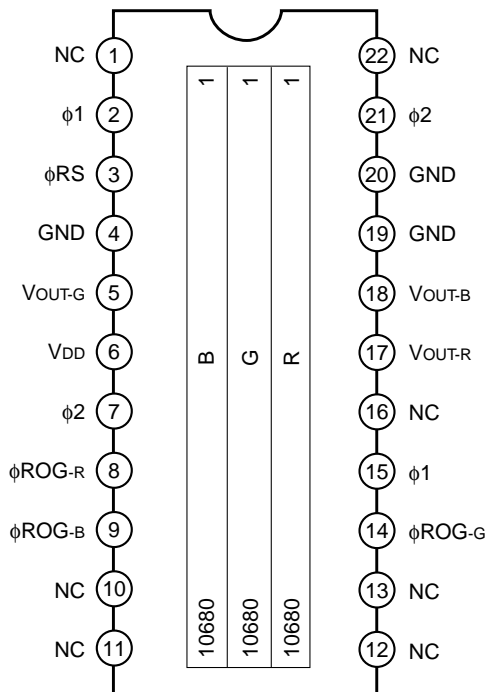 NC 1
22 NC
ϕ1 2
21 ϕ2
ϕRS 3
20 GND
GND 4
19 GND
VOUT-G 5
18 VOUT-B
VDD 6
17 VOUT-R
ϕ2 7
16 NC
ϕROG-R 8
15 ϕ1
ϕROG-B 9
14 ϕROG-G
NC 10
13 NC
NC 11
12 NC
1 1 1
B G R
10680 10680 10680